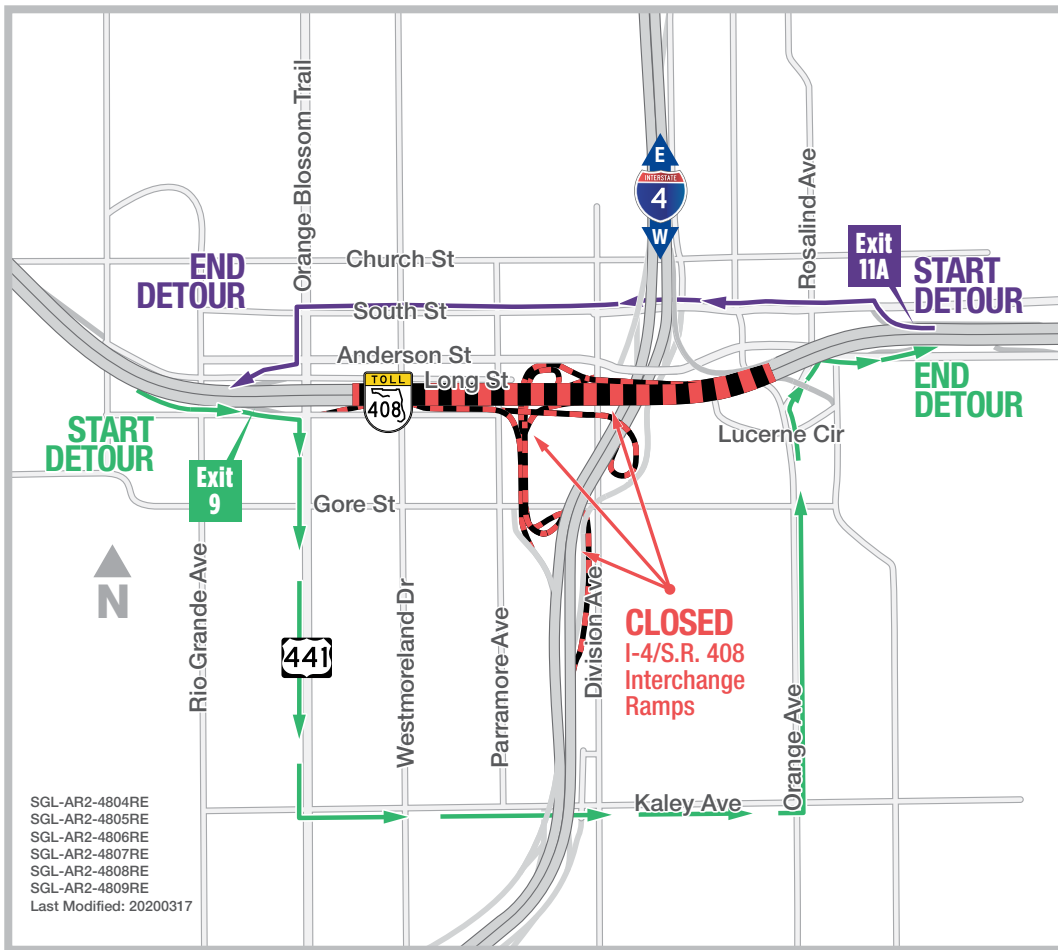 Orange Blossom Trail
Rosalind Ave
E
INTERSTATE
4
W
Church St
END
DETOUR
Exit
11A
START
DETOUR
South St
Anderson St
Long St
TOLL
408
END
DETOUR
START
DETOUR
Lucerne Cir
Exit
9
Gore St
N
Rio Grande Ave
441
Westmoreland Dr
Parramore Ave
Division Ave
CLOSED
I-4/S.R. 408
Interchange
Ramps
Orange Ave
Kaley Ave
SGL-AR2-4804RE
SGL-AR2-4805RE
SGL-AR2-4806RE
SGL-AR2-4807RE
SGL-AR2-4808RE
SGL-AR2-4809RE
Last Modified: 20200317